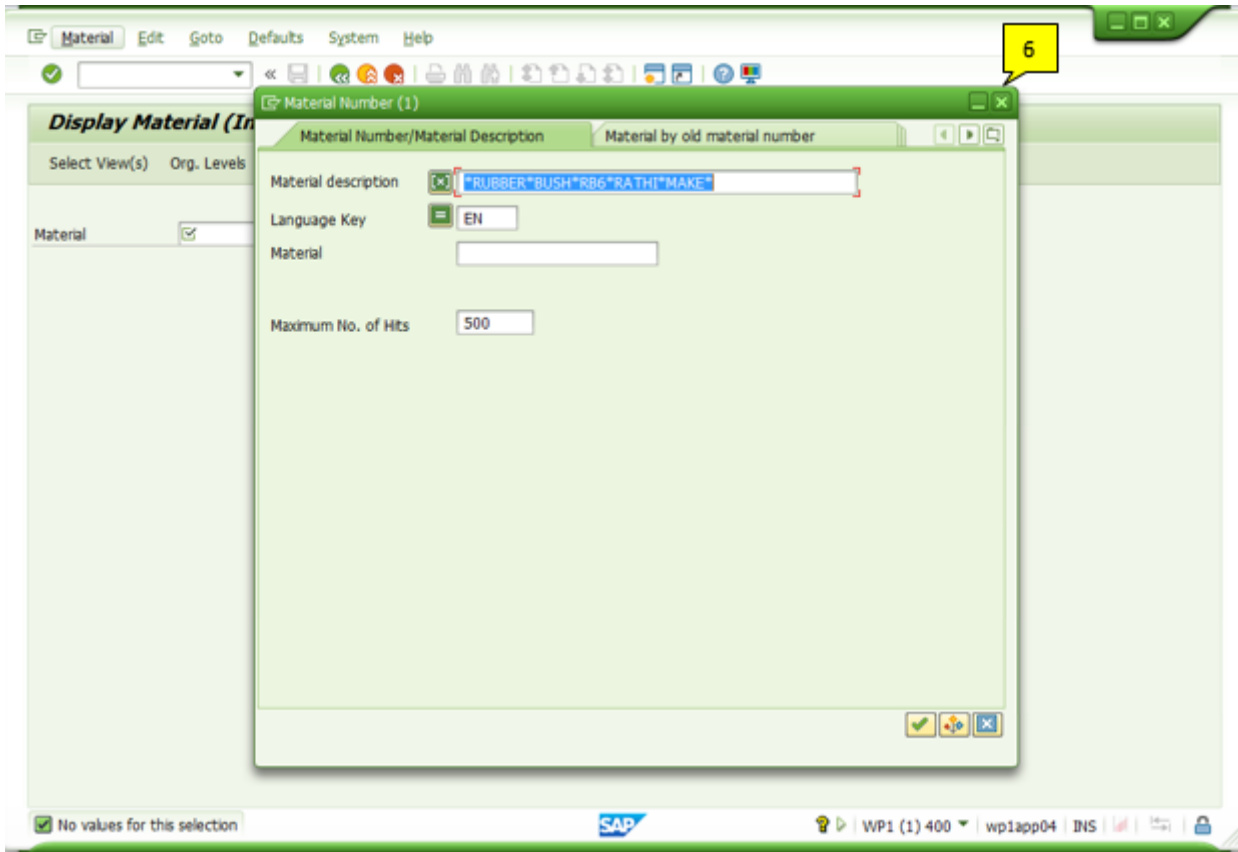 Material Edit Goto Defaults System Help
6
Material Number (1)
Display Material (In
Material Number/Material Description Material by old material number
Select View(s) Org. Levels
Material description *RUBBER*BUSH*RB6*RATHI*MAKE*
Language Key = EN
Material
Material
Maximum No. of Hits 500
No values for this selection SAP WP1 (1) 400 wp1app04 INS